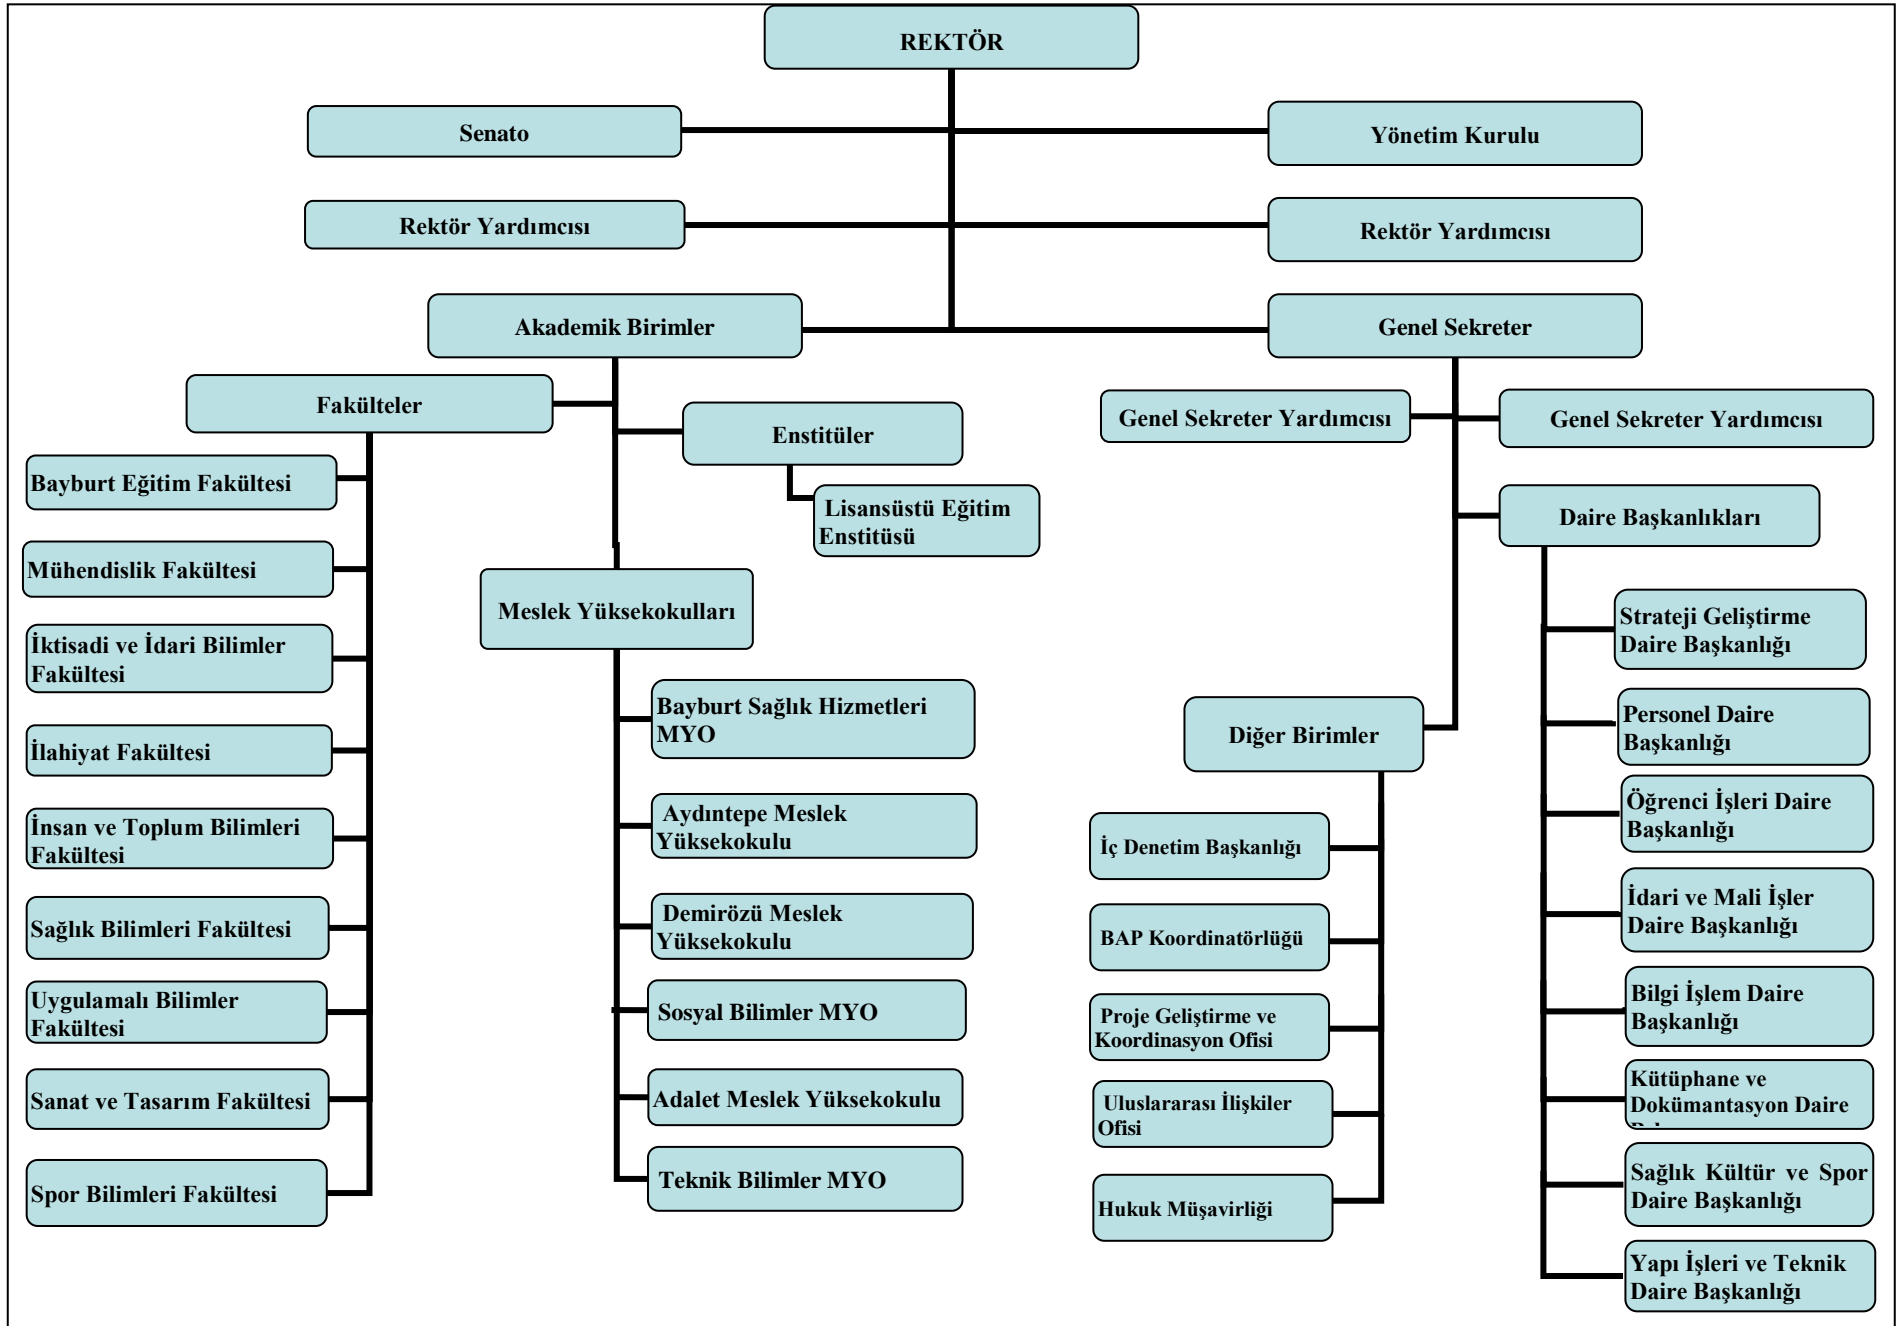 REKTÖR
Senato
Yönetim Kurulu
Rektör Yardımcısı
Rektör Yardımcısı
Akademik Birimler
Genel Sekreter
Fakülteler
Enstitüler
Lisansüstü Eğitim
Enstitüsü
Genel Sekreter Yardımcısı
Genel Sekreter Yardımcısı
Bayburt Eğitim Fakültesi
Mühendislik Fakültesi
İktisadi ve İdari Bilimler
Fakültesi
İlahiyat Fakültesi
İnsan ve Toplum Bilimleri
Fakültesi
Sağlık Bilimleri Fakültesi
Uygulamalı Bilimler
Fakültesi
Sanat ve Tasarım Fakültesi
Spor Bilimleri Fakültesi
Meslek Yüksekokulları
Bayburt Sağlık Hizmetleri
MYO
Aydıntepe Meslek
Yüksekokulu
Demirözü Meslek
Yüksekokulu
Sosyal Bilimler MYO
Adalet Meslek Yüksekokulu
Teknik Bilimler MYO
Diğer Birimler
İç Denetim Başkanlığı
BAP Koordinatörlüğü
Proje Geliştirme ve
Koordinasyon Ofisi
Uluslararası İlişkiler
Ofisi
Hukuk Müşavirliği
Daire Başkanlıkları
Strateji Geliştirme
Daire Başkanlığı
Personel Daire
Başkanlığı
Öğrenci İşleri Daire
Başkanlığı
İdari ve Mali İşler
Daire Başkanlığı
Bilgi İşlem Daire
Başkanlığı
Kütüphane ve
Dokümantasyon Daire
Sağlık Kültür ve Spor
Daire Başkanlığı
Yapı İşleri ve Teknik
Daire Başkanlığı